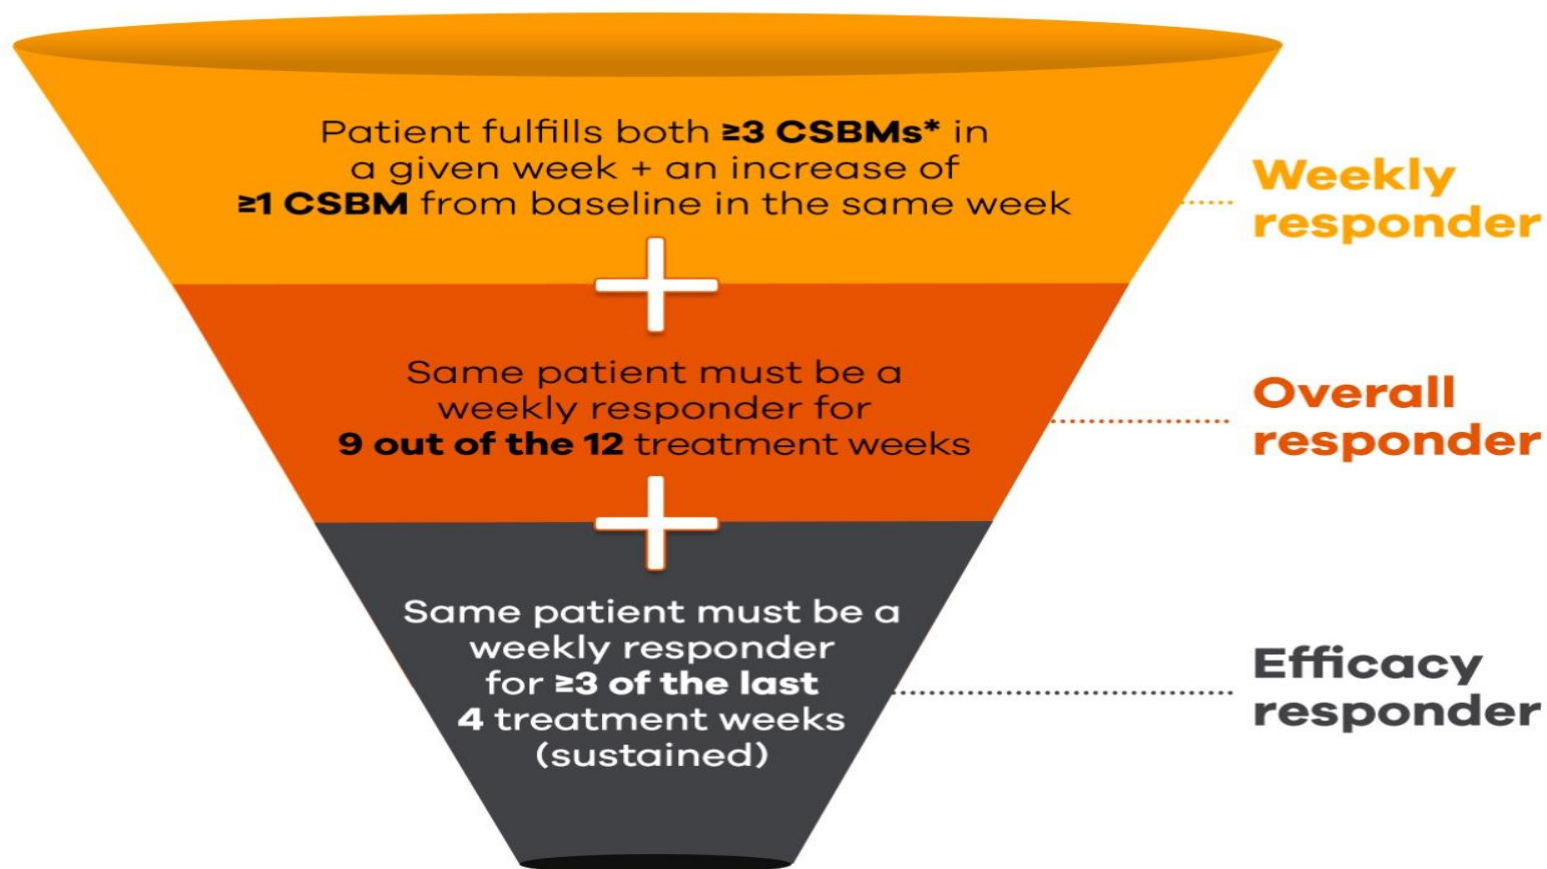 Patient fulfills both ≥3 CSBMs* in
a given week + an increase of
≥1 CSBM from baseline in the same week
Weekly
responder
Same patient must be a
weekly responder for
9 out of the 12 treatment weeks
Overall
responder
Same patient must be a
weekly responder
for ≥3 of the last
4 treatment weeks
(sustained)
Efficacy
responder